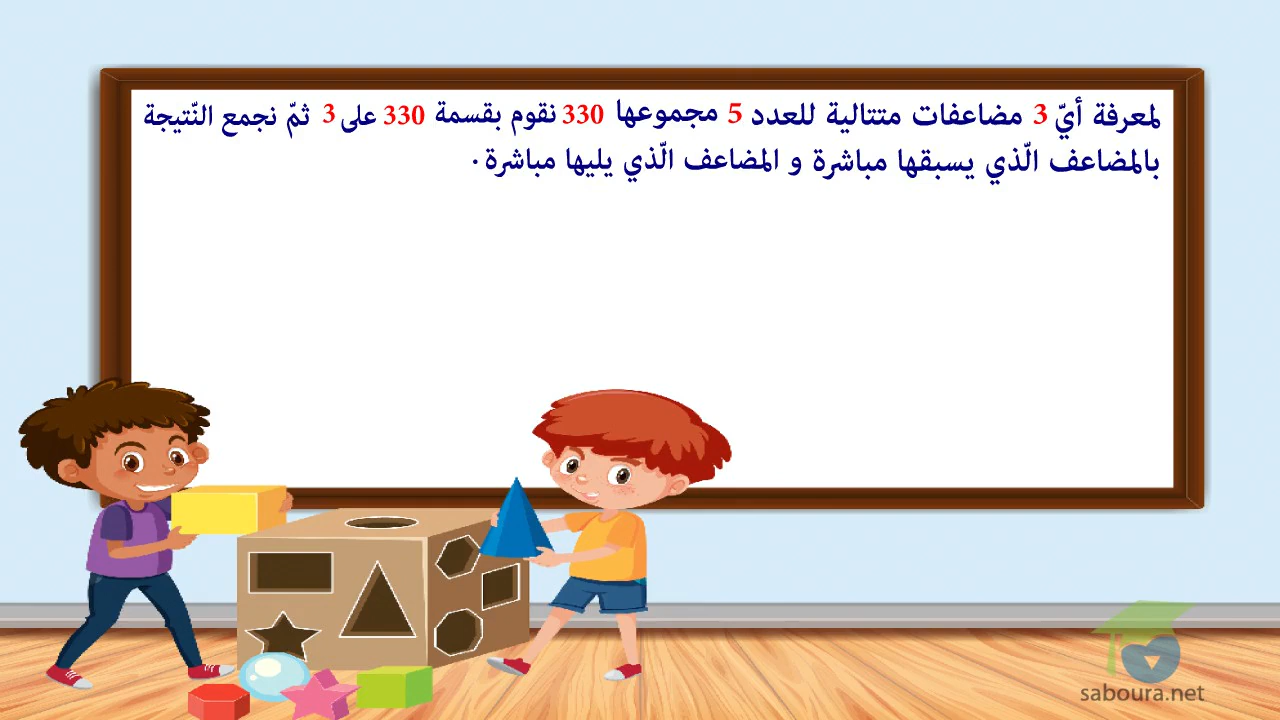 لمعرفة أيّ 3 مضاعفات متتالية للعدد 5 مجموعها 330 نقوم بقسمة 330 على 3 ثمّ نجمع النّتيجة
بالمضاعف الّذي يسبقها مباشرة و المضاعف الّذي يليها مباشرة .
saboura.net